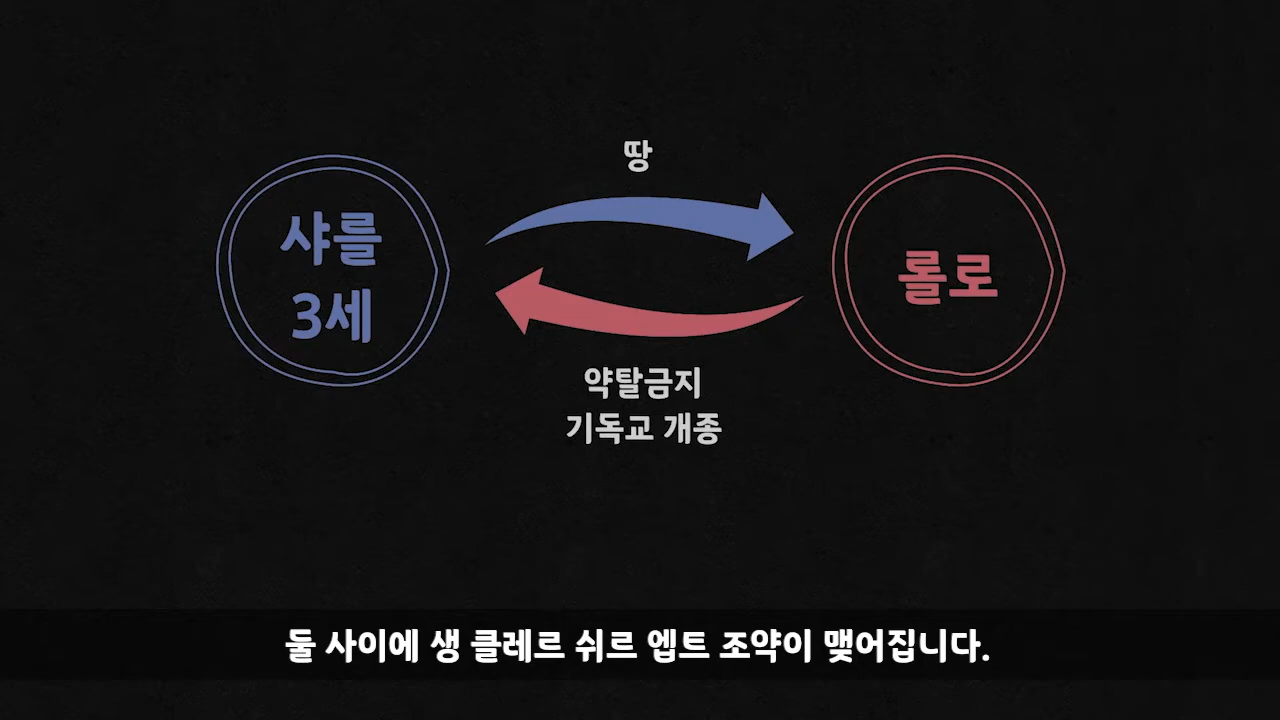 땅
샤를
3세
롤로
약탈금지
기독교 개종
둘 사이에 생 클레르 쉬르 엡트 조약이 맺어집니다.